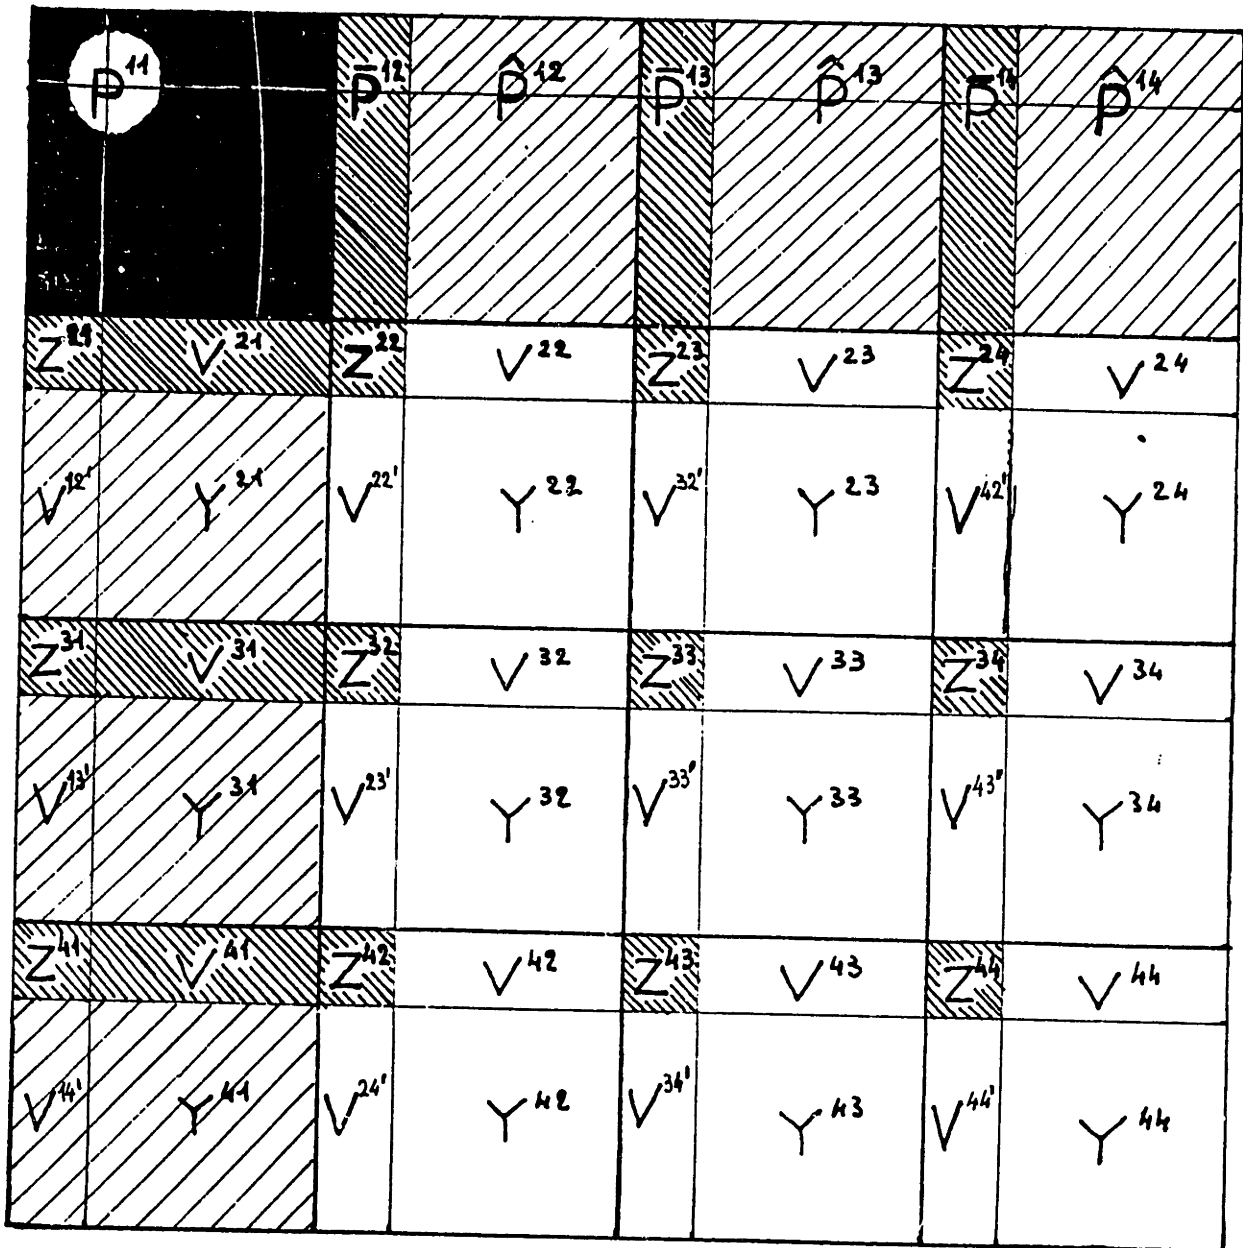 P¹¹ P̄¹² P̂¹² P̄¹³ P̂¹³ P̄¹⁴ P̂¹⁴
Z²¹ V²¹ Z²² V²² Z²³ V²³ Z²⁴ V²⁴
V¹²' Y²¹ V²²' Y²² V³²' Y²³ V⁴²' Y²⁴
Z³¹ V³¹ Z³² V³² Z³³ V³³ Z³⁴ V³⁴
V¹³' Y³¹ V²³' Y³² V³³' Y³³ V⁴³' Y³⁴
Z⁴¹ V⁴¹ Z⁴² V⁴² Z⁴³ V⁴³ Z⁴⁴ V⁴⁴
V¹⁴' Y⁴¹ V²⁴' Y⁴² V³⁴' Y⁴³ V⁴⁴' Y⁴⁴